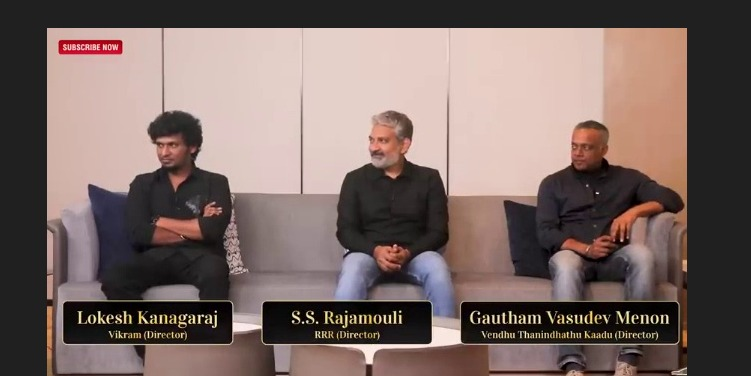 SUBSCRIBE NOW
Lokesh Kanagaraj
Vikram (Director)
S.S. Rajamouli
RRR (Director)
Gautham Vasudev Menon
Vendhu Thanindhathu Kaadu (Director)